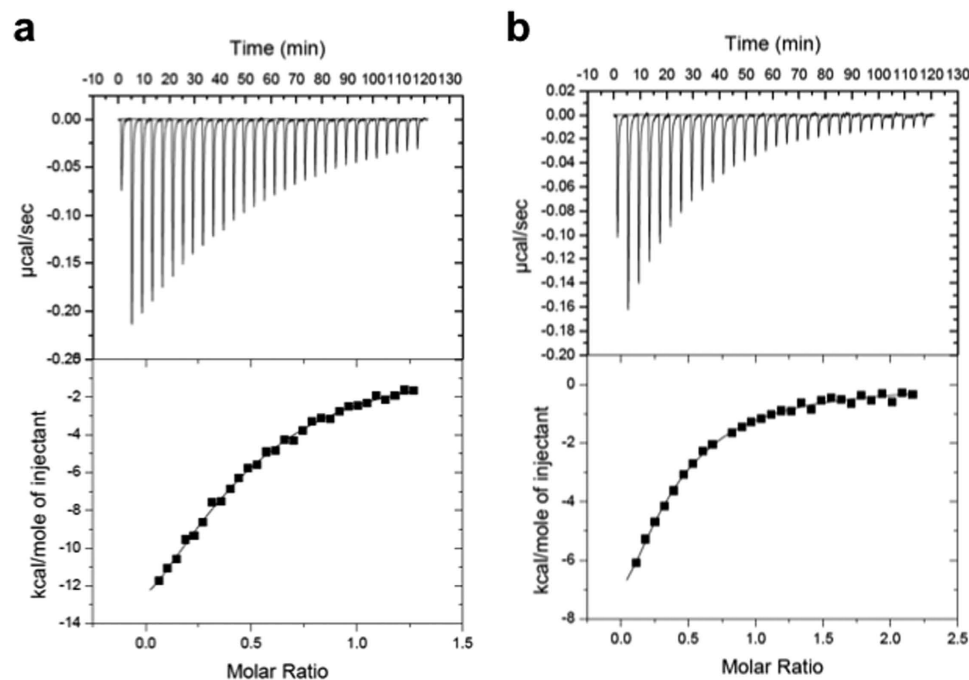 a
Time (min)
-10 0 10 20 30 40 50 60 70 80 90 100 110 120 130
0.00
-0.05
-0.10
-0.15
-0.20
-0.25
µcal/sec
-2
-4
-6
-8
-10
-12
-14
kcal/mole of injectant
0.0 0.5 1.0 1.5
Molar Ratio
b
Time (min)
-10 0 10 20 30 40 50 60 70 80 90 100 110 120 130
0.02
0.00
-0.02
-0.04
-0.06
-0.08
-0.10
-0.12
-0.14
-0.16
-0.18
-0.20
µcal/sec
0
-2
-4
-6
-8
kcal/mole of injectant
0.0 0.5 1.0 1.5 2.0 2.5
Molar Ratio